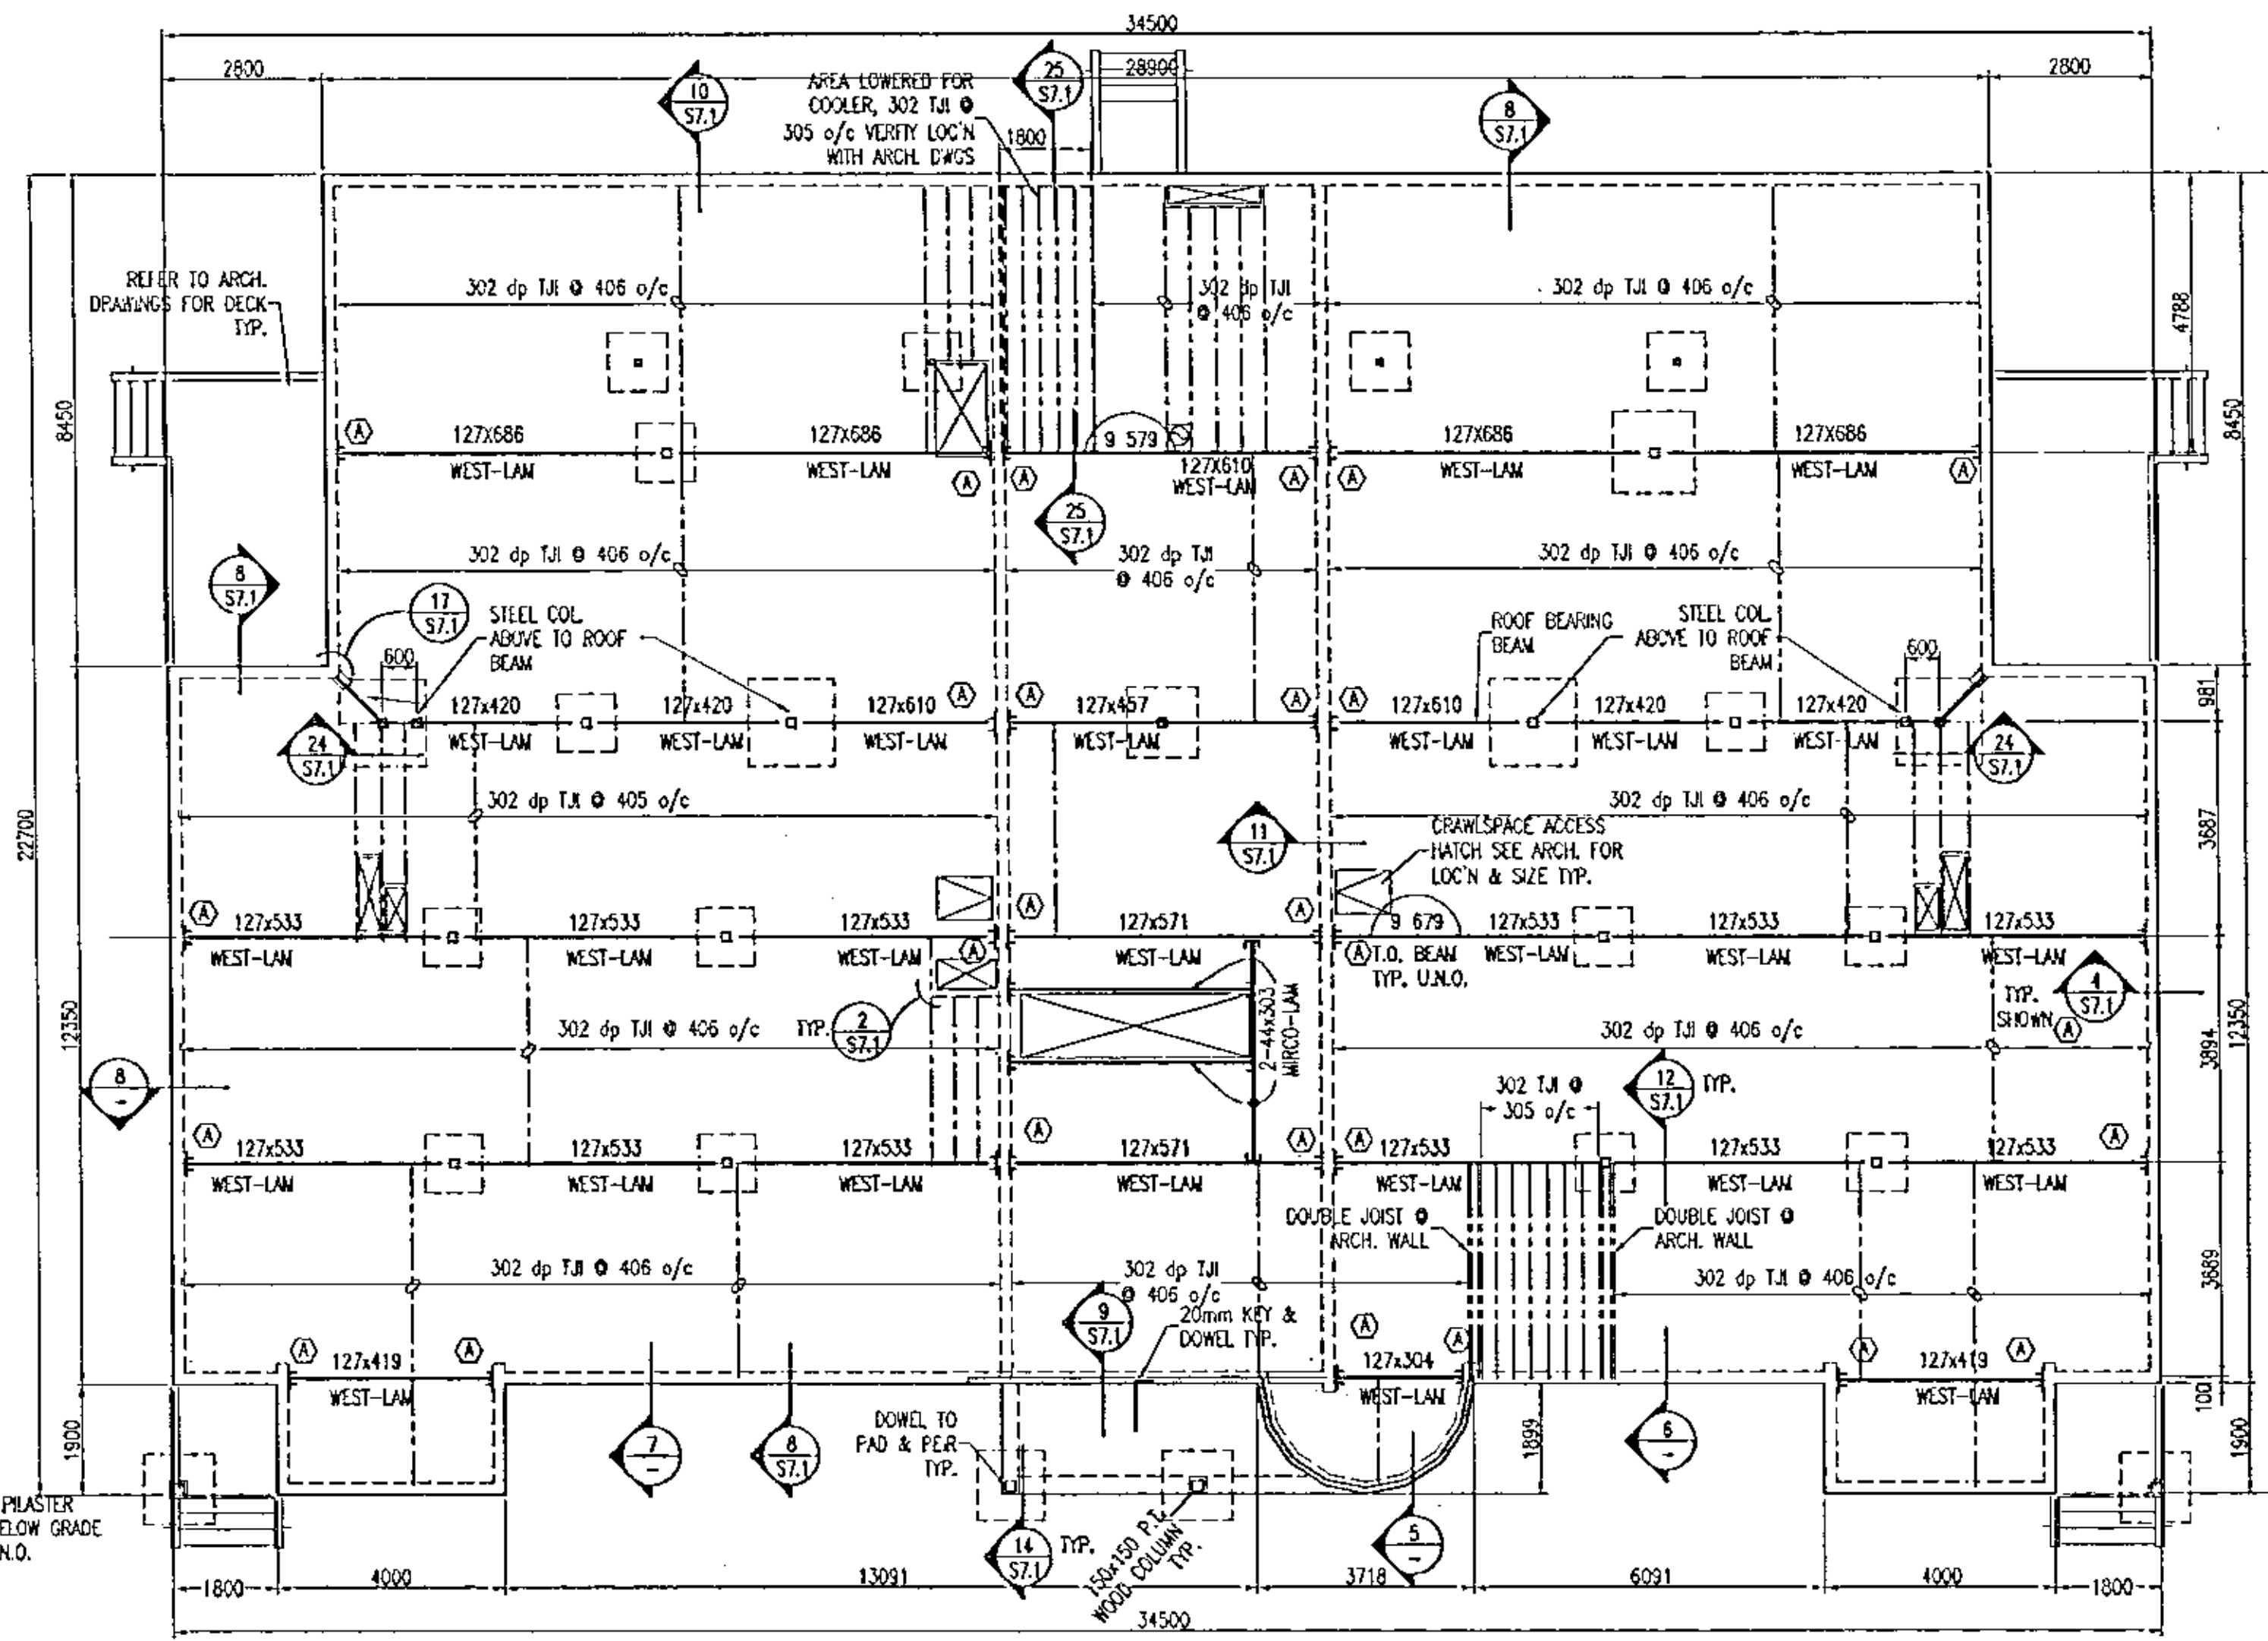 34500
2800
28900
2800
10
S7.1
AREA LOWERED FOR
COOLER, 302 TJI @
305 o/c VERFIY LOC'N
WITH ARCH. DWGS
25
S7.1
8
S7.1
1800
REFER TO ARCH.
DRAWINGS FOR DECK
TYP.
302 dp TJI @ 406 o/c
302 dp TJI
@ 406 o/c
302 dp TJI @ 406 o/c
4788
8450
8450
A
127X686
WEST-LAM
127X686
WEST-LAM
A
A
9 579
127X610
WEST-LAM
A
A
127X686
WEST-LAM
127X686
WEST-LAM
A
25
S7.1
302 dp TJI @ 406 o/c
302 dp TJI
@ 406 o/c
302 dp TJI @ 406 o/c
8
S7.1
17
S7.1
STEEL COL.
ABOVE TO ROOF
BEAM
ROOF BEARING
BEAM
STEEL COL.
ABOVE TO ROOF
BEAM
600
600
981
127x420
WEST-LAM
127x420
WEST-LAM
127x610
WEST-LAM
A
A
127x457
WEST-LAM
A
A
127x610
WEST-LAM
127x420
WEST-LAM
127x420
WEST-LAM
24
S7.1
24
S7.1
302 dp TJI @ 405 o/c
302 dp TJI @ 406 o/c
22700
11
S7.1
CRAWLSPACE ACCESS
HATCH SEE ARCH. FOR
LOC'N & SIZE TYP.
3687
A
127x533
WEST-LAM
127x533
WEST-LAM
127x533
WEST-LAM
A
A
127x571
WEST-LAM
A
9 679
A
T.O. BEAM
TYP. U.N.O.
127x533
WEST-LAM
127x533
WEST-LAM
127x533
WEST-LAM
4
S7.1
TYP.
SHOWN
A
12350
302 dp TJI @ 406 o/c
TYP.
2
S7.1
2-44x303
MIRCO-LAM
302 dp TJI @ 406 o/c
3894
12350
8
-
302 TJI @
305 o/c
12
S7.1
TYP.
A
127x533
WEST-LAM
127x533
WEST-LAM
127x533
WEST-LAM
A
127x571
WEST-LAM
A
A
127x533
WEST-LAM
127x533
WEST-LAM
127x533
WEST-LAM
A
DOUBLE JOIST @
ARCH. WALL
DOUBLE JOIST @
ARCH. WALL
302 dp TJI @ 406 o/c
302 dp TJI
@ 406 o/c
302 dp TJI @ 406 o/c
3689
9
S7.1
20mm KEY &
DOWEL TYP.
A
127x419
WEST-LAM
A
A
127x304
WEST-LAM
A
A
127x419
WEST-LAM
A
100
1900
1900
7
-
8
S7.1
DOWEL TO
PAD & PIER
TYP.
1899
6
-
PILASTER
ELOW GRADE
N.O.
14
S7.1
TYP.
150x150 P.T.
WOOD COLUMN
TYP.
5
-
1800
4000
13091
3718
6091
4000
1800
34500